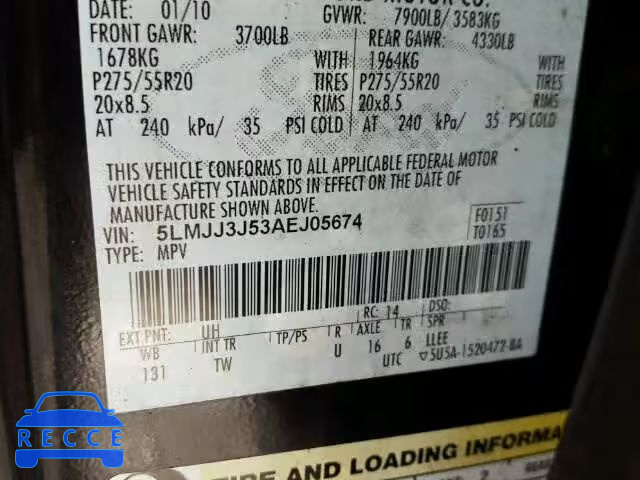 DATE: 01/10 GVWR: 7900LB/ 3583KG
FRONT GAWR: 3700LB REAR GAWR: 4330LB
1678KG WITH 1964KG WITH
P275/55R20 TIRES P275/55R20 TIRES
20x8.5 RIMS 20x8.5 RIMS
AT 240 kPa/ 35 PSI COLD AT 240 kPa/ 35 PSI COLD
THIS VEHICLE CONFORMS TO ALL APPLICABLE FEDERAL MOTOR
VEHICLE SAFETY STANDARDS IN EFFECT ON THE DATE OF
MANUFACTURE SHOWN ABOVE.
VIN: 5LMJJ3J53AEJ05674 F0151
TYPE: MPV T0165
EXT PNT: UH RC: 14 DSO:
WB INT TR TP/PS R AXLE TR SPR
131 TW U 16 6 LLEE
UTC 5U5A-1520472-BA
AND LOADING INFORMA
RECCE